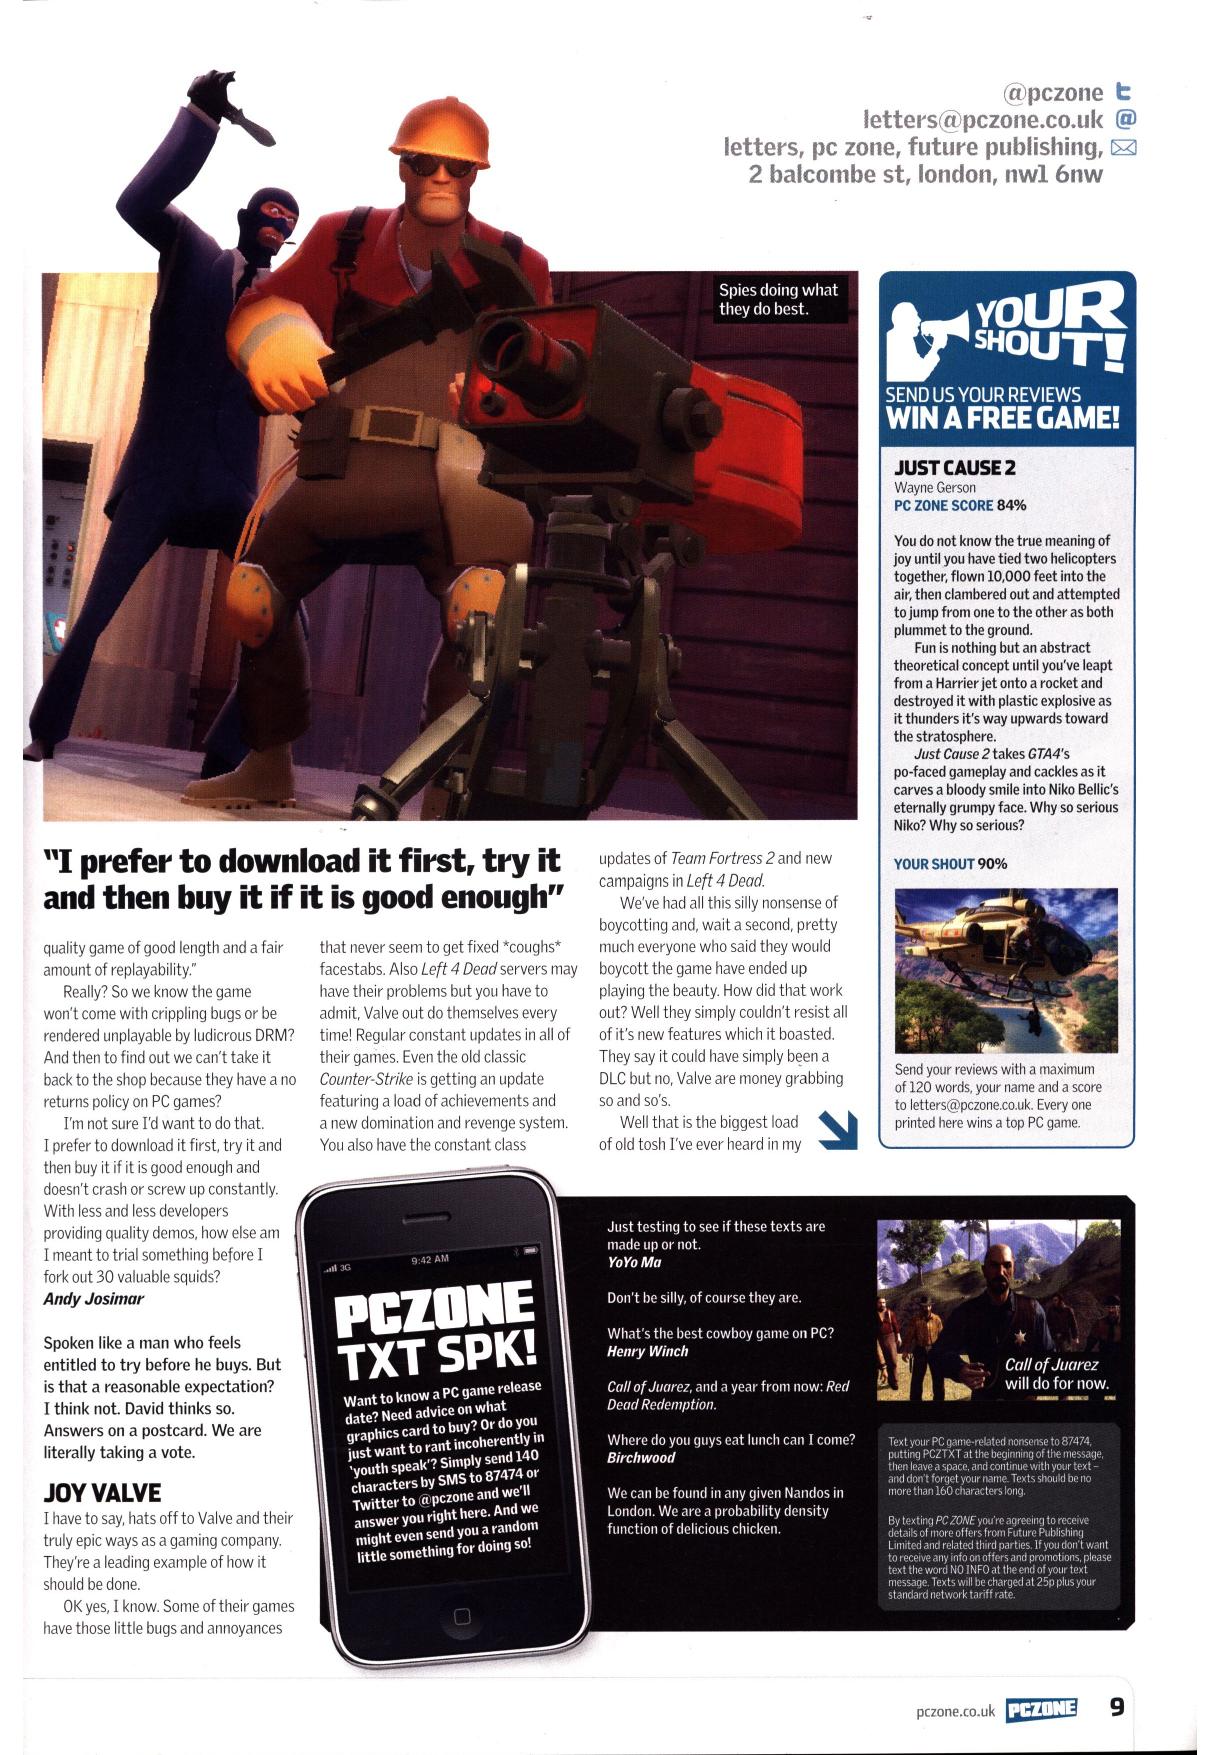 @pczone
letters@pczone.co.uk @
letters, pc zone, future publishing,
2 balcombe st, london, nw1 6nw
Spies doing what
they do best.
"I prefer to download it first, try it
and then buy it if it is good enough"
quality game of good length and a fair
amount of replayability."
Really? So we know the game
won't come with crippling bugs or be
rendered unplayable by ludicrous DRM?
And then to find out we can't take it
back to the shop because they have a no
returns policy on PC games?
I'm not sure I'd want to do that.
I prefer to download it first, try it and
then buy it if it is good enough and
doesn't crash or screw up constantly.
With less and less developers
providing quality demos, how else am
I meant to trial something before I
fork out 30 valuable squids?
Andy Josimar
Spoken like a man who feels
entitled to try before he buys. But
is that a reasonable expectation?
I think not. David thinks so.
Answers on a postcard. We are
literally taking a vote.
JOY VALVE
I have to say, hats off to Valve and their
truly epic ways as a gaming company.
They're a leading example of how it
should be done.
OK yes, I know. Some of their games
have those little bugs and annoyances
that never seem to get fixed *coughs*
facestabs. Also Left 4 Dead servers may
have their problems but you have to
admit, Valve out do themselves every
time! Regular constant updates in all of
their games. Even the old classic
Counter-Strike is getting an update
featuring a load of achievements and
a new domination and revenge system.
You also have the constant class
updates of Team Fortress 2 and new
campaigns in Left 4 Dead.
We've had all this silly nonsense of
boycotting and, wait a second, pretty
much everyone who said they would
boycott the game have ended up
playing the beauty. How did that work
out? Well they simply couldn't resist all
of it's new features which it boasted.
They say it could have simply been a
DLC but no, Valve are money grabbing
so and so's.
Well that is the biggest load
of old tosh I've ever heard in my
YOUR
SHOUT!
SEND US YOUR REVIEWS
WIN A FREE GAME!
JUST CAUSE 2
Wayne Gerson
PC ZONE SCORE 84%
You do not know the true meaning of
joy until you have tied two helicopters
together, flown 10,000 feet into the
air, then clambered out and attempted
to jump from one to the other as both
plummet to the ground.
Fun is nothing but an abstract
theoretical concept until you've leapt
from a Harrier jet onto a rocket and
destroyed it with plastic explosive as
it thunders it's way upwards toward
the stratosphere.
Just Cause 2 takes GTA4's
po-faced gameplay and cackles as it
carves a bloody smile into Niko Bellic's
eternally grumpy face. Why so serious
Niko? Why so serious?
YOUR SHOUT 90%
Send your reviews with a maximum
of 120 words, your name and a score
to letters@pczone.co.uk. Every one
printed here wins a top PC game.
3G
9:42 AM
PCZONE
TXT SPK!
Want to know a PC game release
date? Need advice on what
graphics card to buy? Or do you
just want to rant incoherently in
'youth speak'? Simply send 140
characters by SMS to 87474 or
Twitter to @pczone and we'll
answer you right here. And we
might even send you a random
little something for doing so!
Just testing to see if these texts are
made up or not.
YoYo Ma
Don't be silly, of course they are.
What's the best cowboy game on PC?
Henry Winch
Call of Juarez, and a year from now: Red
Dead Redemption.
Where do you guys eat lunch can I come?
Birchwood
We can be found in any given Nandos in
London. We are a probability density
function of delicious chicken.
Call of Juarez
will do for now.
Text your PC game-related nonsense to 87474,
putting PCZTXT at the beginning of the message,
then leave a space, and continue with your text –
and don't forget your name. Texts should be no
more than 160 characters long.
By texting PC ZONE you're agreeing to receive
details of more offers from Future Publishing
Limited and related third parties. If you don't want
to receive any info on offers and promotions, please
text the word NO INFO at the end of your text
message. Texts will be charged at 25p plus your
standard network tariff rate.
pczone.co.uk PCZONE 9